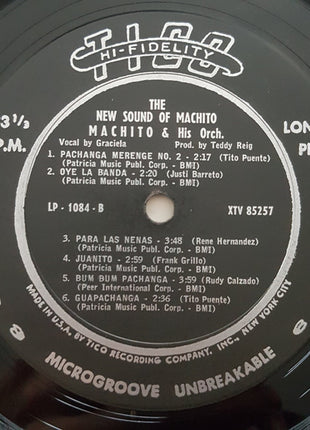 TICO
HI-FIDELITY
THE
NEW SOUND OF MACHITO
MACHITO & His Orch.
3⅓
P.M.
LON
Vocal by Graciela Prod. by Teddy Reig
1. PACHANGA MERENGE NO. 2 - 2:17 (Tito Puente)
(Patricia Music Publ. Corp. - BMI)
2. OYE LA BANDA - 2:20 (Justi Barreto)
(Patricia Music Publ. Corp. - BMI)
LP - 1084 - B XTV 85257
3. PARA LAS NENAS - 3:48 (Rene Hernandez)
(Patricia Music Publ. Corp. - BMI)
4. JUANITO - 2:59 (Frank Grillo)
(Patricia Music Publ. Corp. - BMI)
5. BUM BUM PACHANGA - 3:59 (Rudy Calzado)
(Peer International Corp. - BMI)
6. GUAPACHANGA - 2:36 (Tito Puente)
(Patricia Music Publ. Corp. - BMI)
MADE IN U.S.A. BY TICO RECORDING COMPANY, INC., NEW YORK CITY
MICROGROOVE UNBREAKABLE